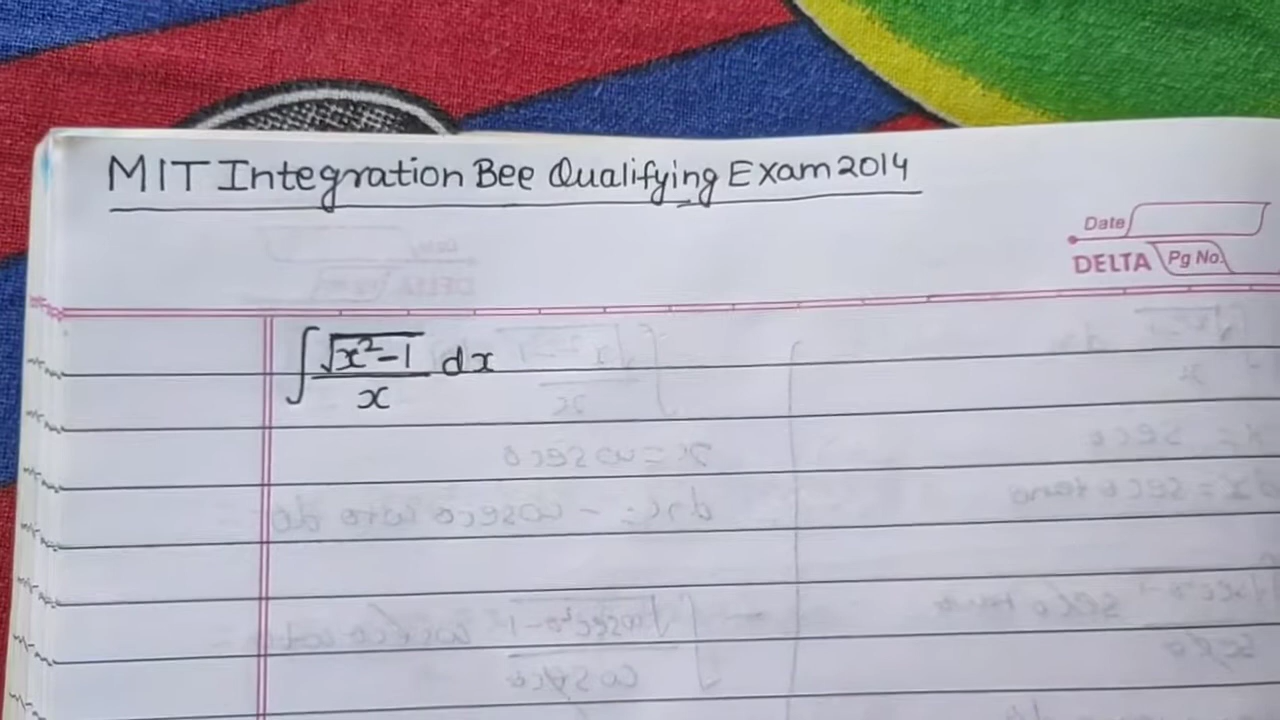 MIT Integration Bee Qualifying Exam 2014
Date
DELTA Pg No.
∫ √(x²-1)/x dx